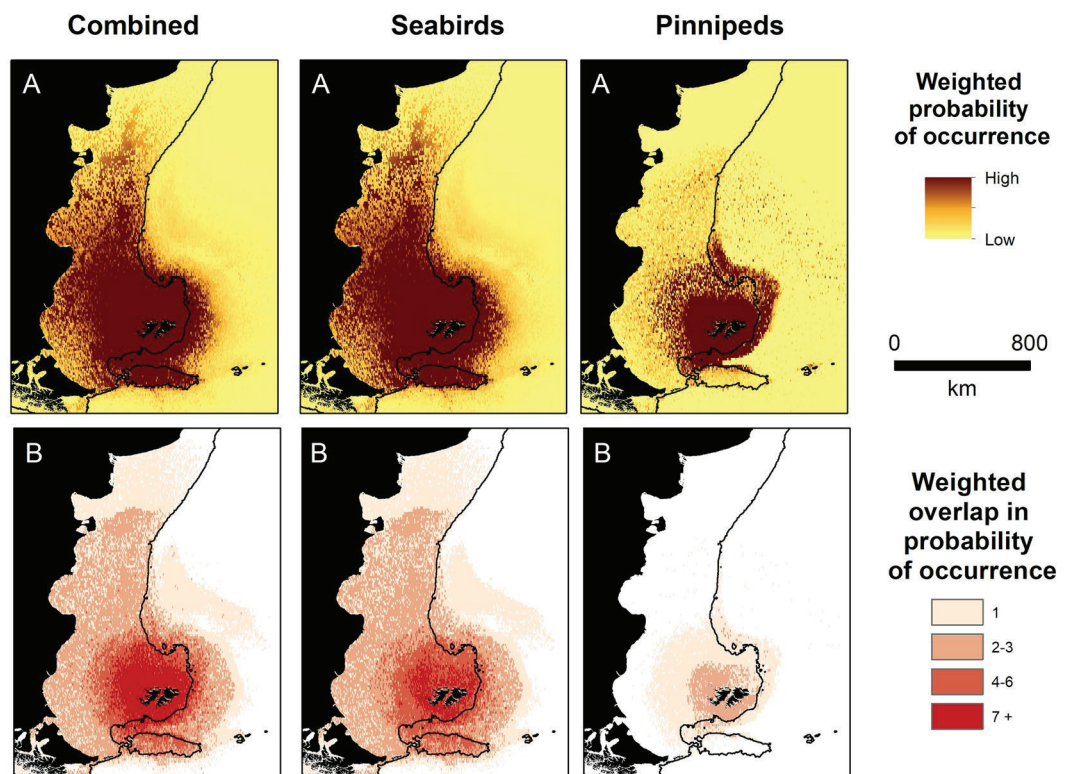 Combined
Seabirds
Pinnipeds
A
A
A
Weighted
probability
of occurrence
High
Low
0 800
km
B
B
B
Weighted
overlap in
probability
of occurrence
1
2-3
4-6
7 +